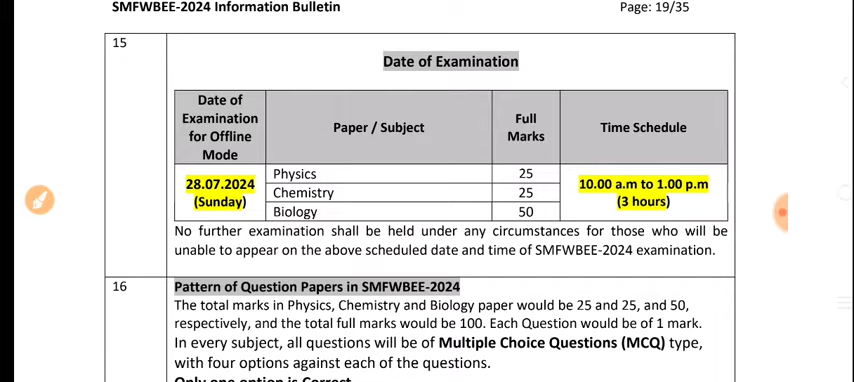 SMFWBEE-2024 Information Bulletin Page: 19/35
15
Date of Examination
Date of Examination for Offline Mode Paper / Subject Full Marks Time Schedule
28.07.2024 (Sunday) Physics 25 10.00 a.m to 1.00 p.m (3 hours)
Chemistry 25
Biology 50
No further examination shall be held under any circumstances for those who will be
unable to appear on the above scheduled date and time of SMFWBEE-2024 examination.
16 Pattern of Question Papers in SMFWBEE-2024
The total marks in Physics, Chemistry and Biology paper would be 25 and 25, and 50,
respectively, and the total full marks would be 100. Each Question would be of 1 mark.
In every subject, all questions will be of Multiple Choice Questions (MCQ) type,
with four options against each of the questions.
Only one option is Correct